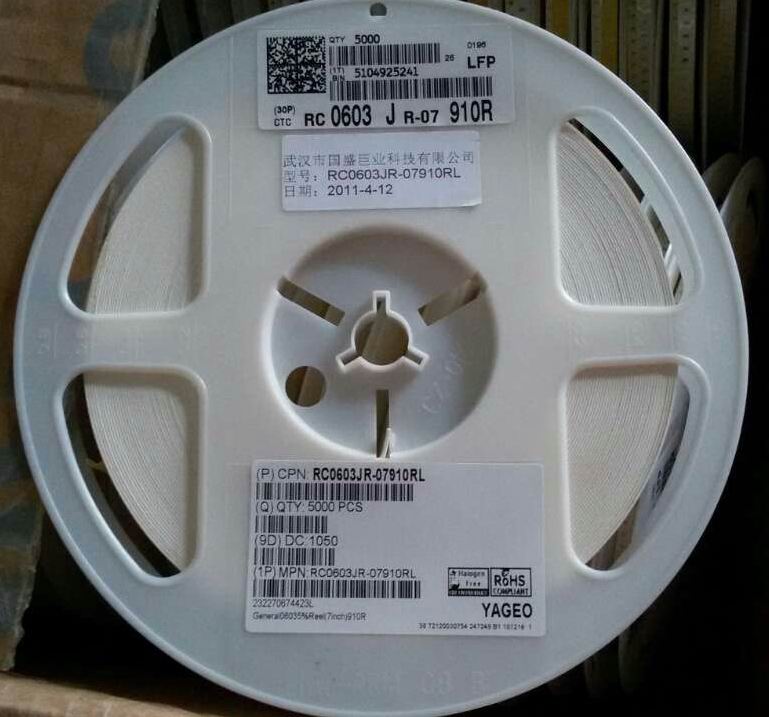 QTY 5000
0196
26
LFP
(1T) 5104925241
B/N
(30P)
CTC RC 0603 J R-07 910R
武汉市国盛巨业科技有限公司
型号: RC0603JR-07910RL
日期: 2011-4-12
(P) CPN: RC0603JR-07910RL
(Q) QTY: 5000 PCS
(9D) DC:1050
(1P) MPN:RC0603JR-07910RL
Halogen
Free
RoHS
COMPLIANT
232270674423L
YAGEO
General06035%Reel(7inch)910R